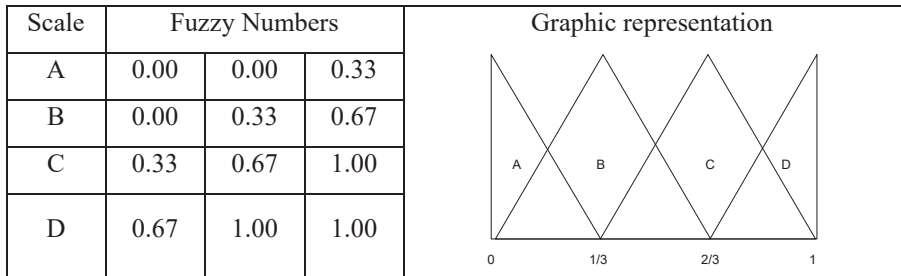 Scale Fuzzy Numbers Graphic representation
A 0.00 0.00 0.33
B 0.00 0.33 0.67
C 0.33 0.67 1.00
D 0.67 1.00 1.00
A B C D
0 1/3 2/3 1